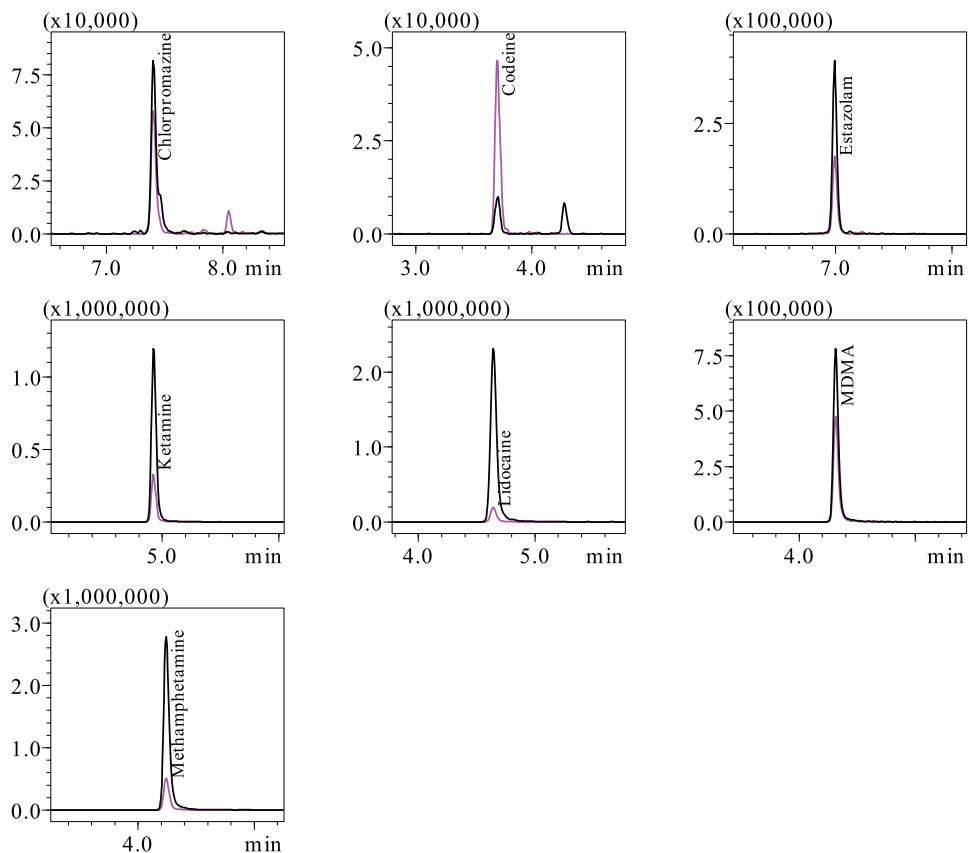 (x10,000)
7.5
5.0
2.5
0.0
Chlorpromazine
7.0 8.0 min
(x10,000)
5.0
2.5
0.0
Codeine
3.0 4.0 min
(x100,000)
2.5
0.0
Estazolam
7.0 min
(x1,000,000)
1.0
0.5
0.0
Ketamine
5.0 min
(x1,000,000)
2.0
1.0
0.0
Lidocaine
4.0 5.0 min
(x100,000)
7.5
5.0
2.5
0.0
MDMA
4.0 min
(x1,000,000)
3.0
2.0
1.0
0.0
Methamphetamine
4.0 min